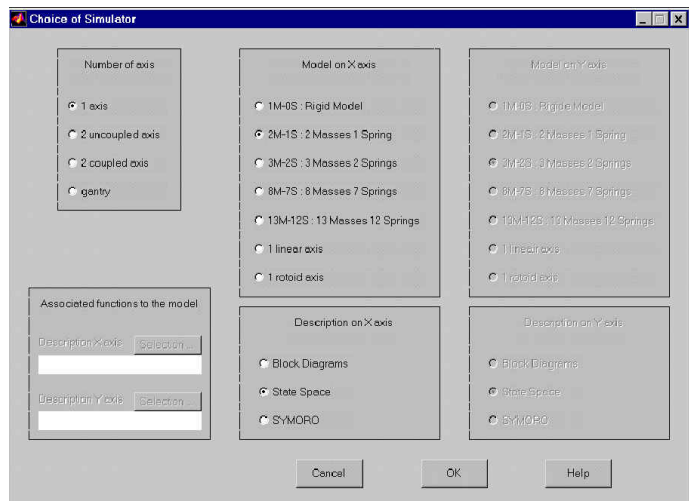 Choice of Simulator
Number of axis
1 axis
2 uncoupled axis
2 coupled axis
gantry
Model on X axis
1M-0S : Rigid Model
2M-1S : 2 Masses 1 Spring
3M-2S : 3 Masses 2 Springs
8M-7S : 8 Masses 7 Springs
13M-12S : 13 Masses 12 Springs
1 linear axis
1 rotoid axis
Model on Y axis
1M-0S : Rigide Model
2M-1S : 2 Masses 1 Spring
3M-2S : 3 Masses 2 Springs
8M-7S : 8 Masses 7 Springs
13M-12S : 13 Masses 12 Springs
1 linear axis
1 rotoid axis
Associated functions to the model
Description X axis
Selection ...
Description Y axis
Selection ...
Description on X axis
Block Diagrams
State Space
SYMORO
Description on Y axis
Block Diagrams
State Space
SYMORO
Cancel
OK
Help